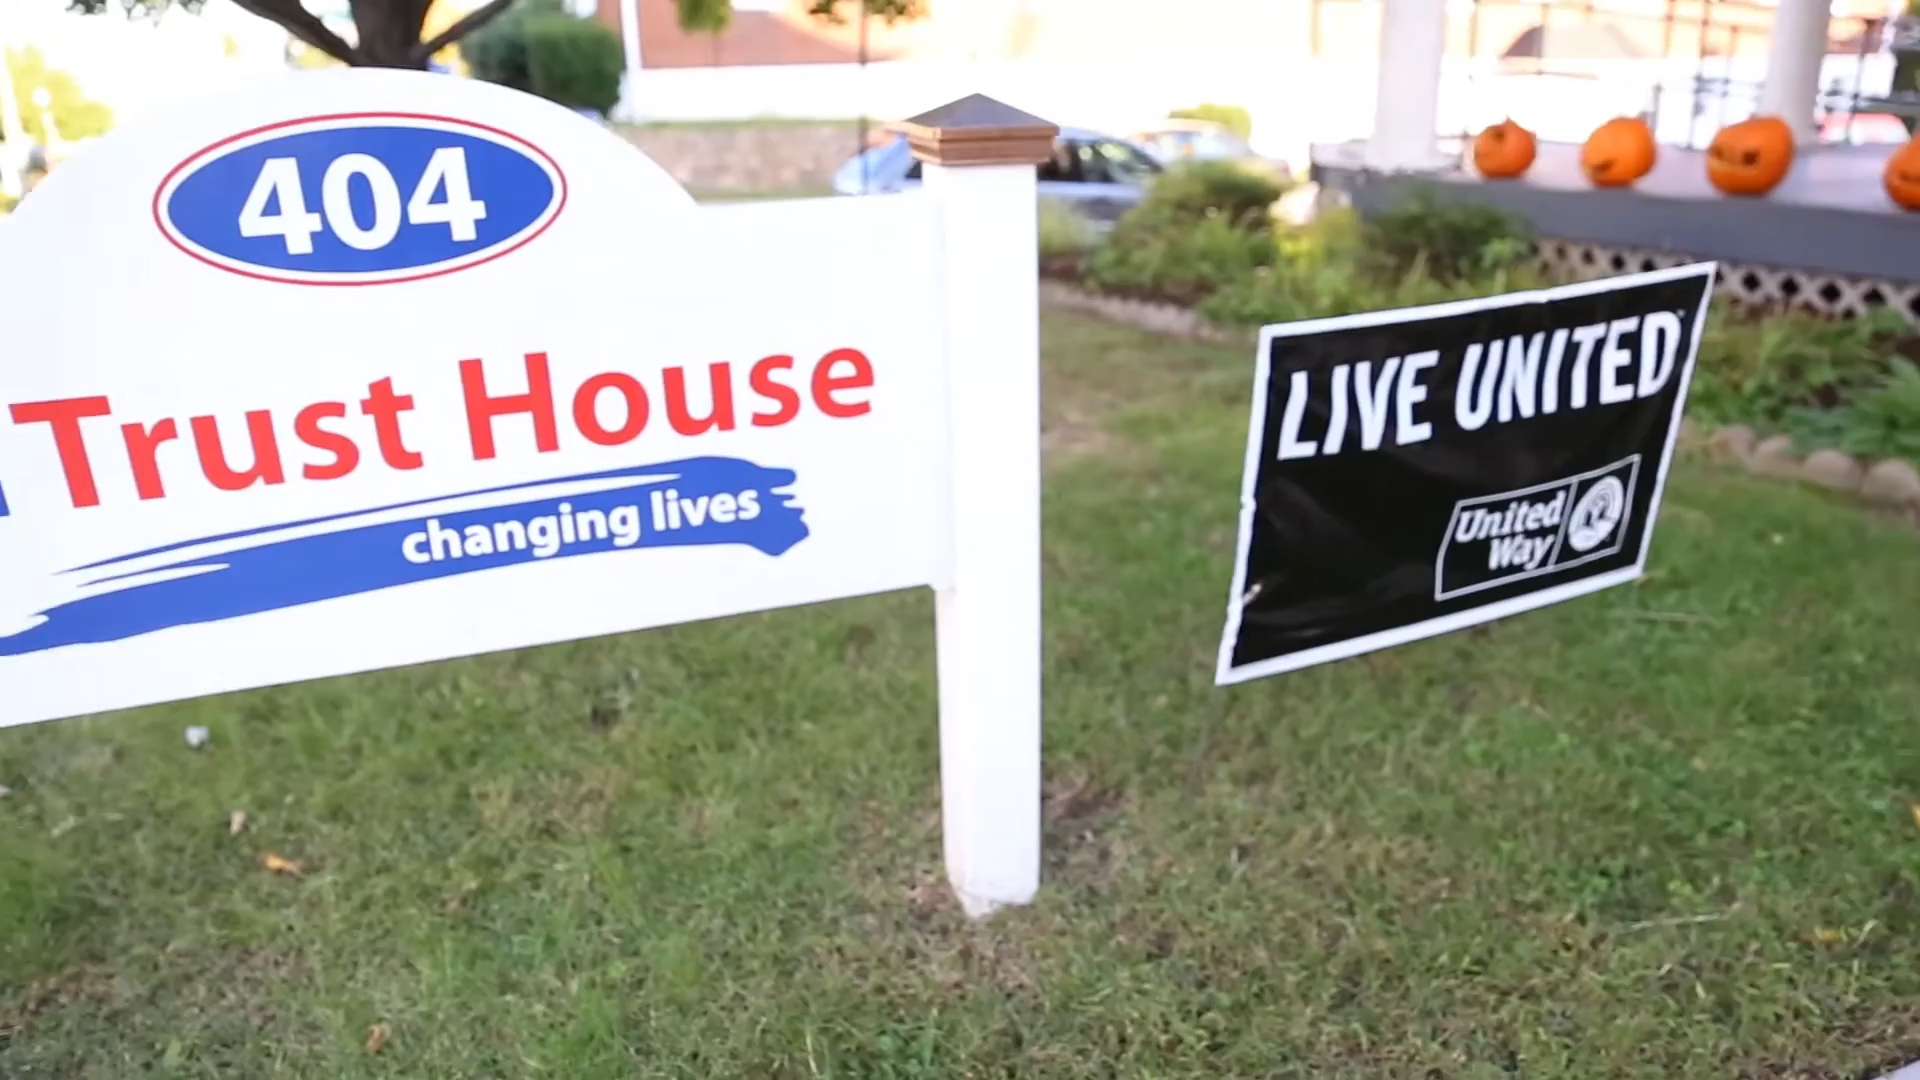 404
Trust House
changing lives
LIVE UNITED
United
Way